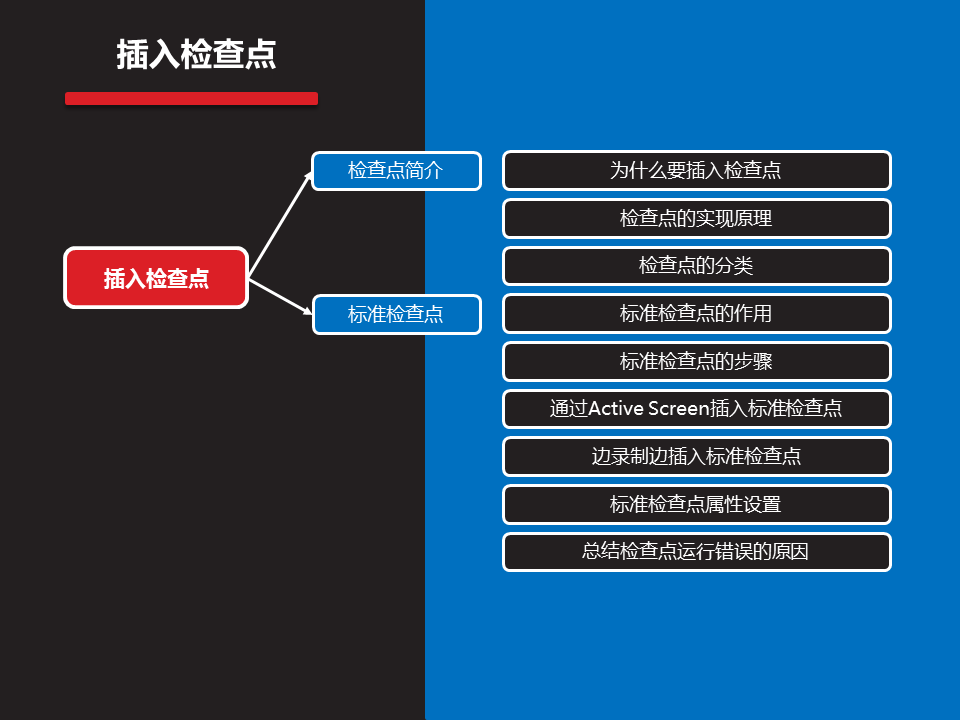 插入检查点
检查点简介
为什么要插入检查点
检查点的实现原理
检查点的分类
插入检查点
标准检查点
标准检查点的作用
标准检查点的步骤
通过Active Screen插入标准检查点
边录制边插入标准检查点
标准检查点属性设置
总结检查点运行错误的原因